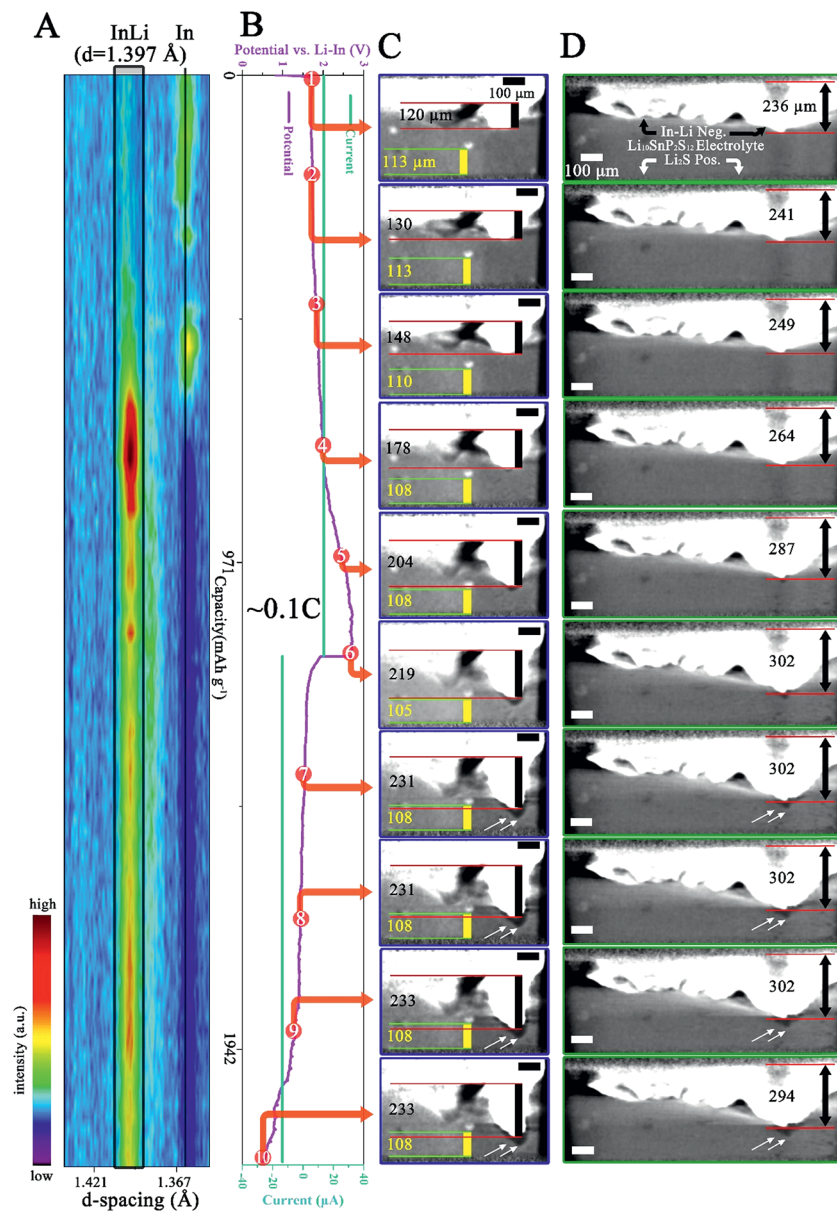 A
B
C
D
InLi
(d=1.397 Å)
In
Potential vs. Li-In (V)
0 1 2 3
0
971
1942
Capacity(mAh g⁻¹)
Potential
Current
~0.1C
1
2
3
4
5
6
7
8
9
10
-40 -20 0 20 40
Current (µA)
high
low
intensity (a.u.)
1.421 1.367
d-spacing (Å)
100 µm
120 µm
113 µm
130
113
148
110
178
108
204
108
219
105
231
108
231
108
233
108
233
108
236 µm
In-Li Neg.
Li₁₀SnP₂S₁₂ Electrolyte
Li₂S Pos.
100 µm
241
249
264
287
302
302
302
302
294